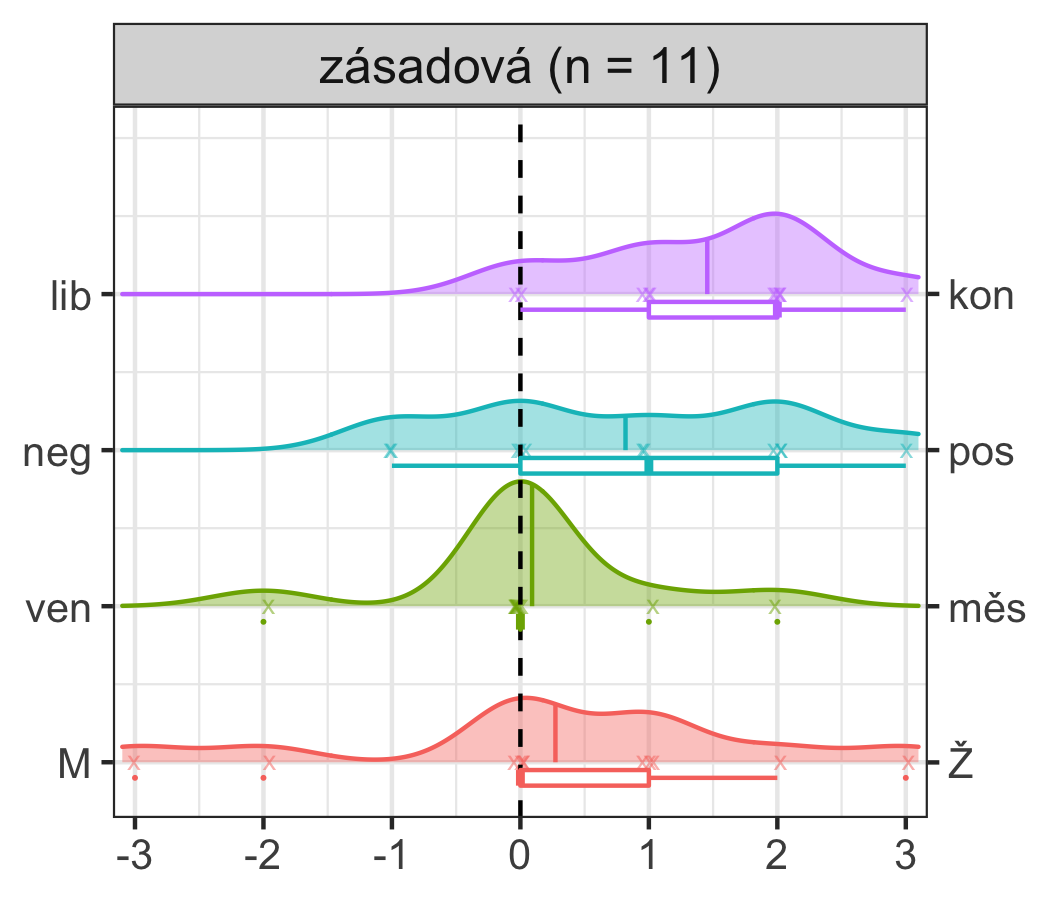 zásadová (n = 11)
lib kon
neg pos
ven měs
M Ž
-3 -2 -1 0 1 2 3